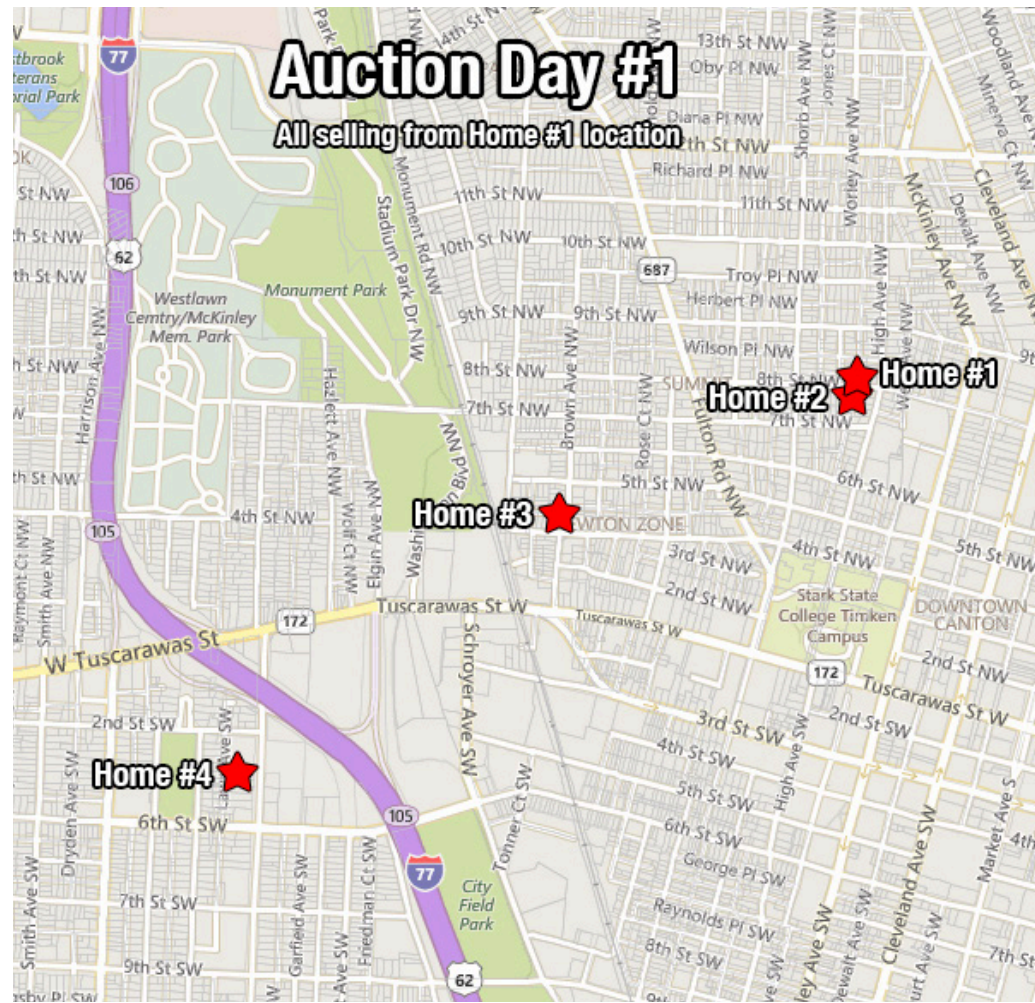 Auction Day #1
All selling from Home #1 location
77
13th St NW
Oby Pl NW
Diana Pl NW
Richard Pl NW
11th St NW
11th St NW
10th St NW
10th St NW
687
Troy Pl NW
Herbert Pl NW
9th St NW
9th St NW
Wilson Pl NW
8th St NW
8th St NW
7th St NW
7th St NW
6th St NW
5th St NW
5th St NW
4th St NW
4th St NW
3rd St NW
2nd St NW
2nd St NW
Shorb Ave NW
Jones Ct NW
Worley Ave NW
McKinley Ave NW
Cleveland Ave NW
Dewalt Ave NW
Woodland Ave
Minerva Ct NW
High Ave NW
Monument Rd NW
Stadium Park Dr NW
Monument Park
Westlawn
Cemtry/McKinley
Mem. Park
106
62
Harrison Ave NW
Hazlett Ave NW
Wolf Ct NW
Elgin Ave NW
Brown Ave NW
Rose Ct NW
Fulton Rd NW
Home #1
Home #2
Home #3
105
Raymont Ct NW
Smith Ave NW
172
W Tuscarawas St
Tuscarawas St W
Tuscarawas St W
Tuscarawas St W
Stark State
College Timken
Campus
DOWNTOWN
CANTON
172
Schroyer Ave SW
2nd St SW
2nd St SW
3rd St SW
4th St SW
5th St SW
6th St SW
6th St SW
Home #4
105
77
Dryden Ave SW
Smith Ave SW
7th St SW
9th St SW
Garfield Ave SW
Friedman Ct SW
City
Field
Park
62
Tonner Ct SW
High Ave SW
George Pl SW
Raynolds Pl SW
8th St SW
Cleveland Ave SW
Dewalt Ave SW
Market Ave S